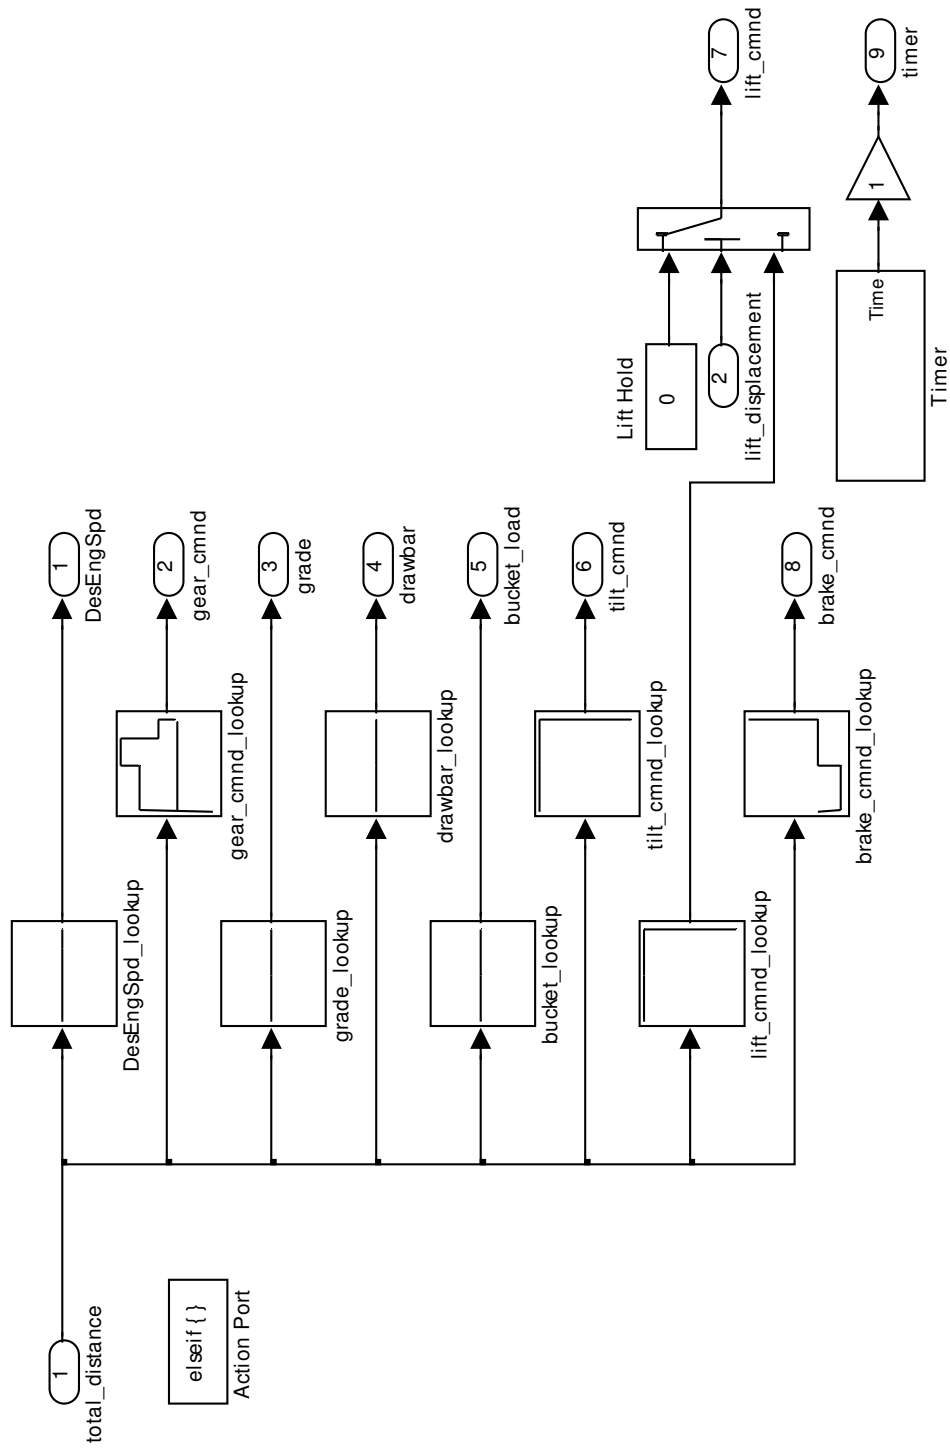 1
total_distance
elseif { }
Action Port
DesEngSpd_lookup
1
DesEngSpd
gear_cmnd_lookup
2
gear_cmnd
grade_lookup
3
grade
drawbar_lookup
4
drawbar
bucket_lookup
5
bucket_load
tilt_cmnd_lookup
6
tilt_cmnd
lift_cmnd_lookup
Lift Hold
0
2
lift_displacement
7
lift_cmnd
brake_cmnd_lookup
8
brake_cmnd
Time
Timer
1
9
timer